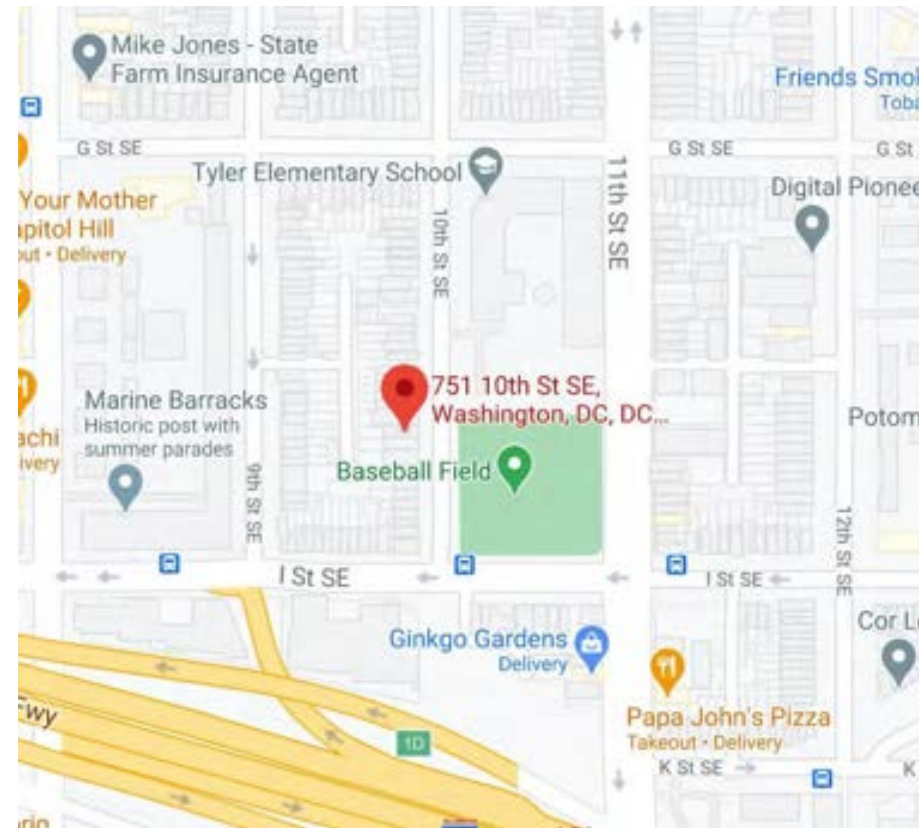 Mike Jones - State
Farm Insurance Agent
Friends Smo
Toba
G St SE
G St SE
G St
Tyler Elementary School
11th St SE
Your Mother
apitol Hill
out • Delivery
10th St SE
Digital Pionee
751 10th St SE,
Washington, DC, DC...
Marine Barracks
Historic post with
summer parades
achi
ivery
Potom
Baseball Field
9th St SE
12th St SE
I St SE
I St SE
Ginkgo Gardens
Delivery
Cor L
Fwy
1D
Papa John's Pizza
Takeout • Delivery
K St SE
K